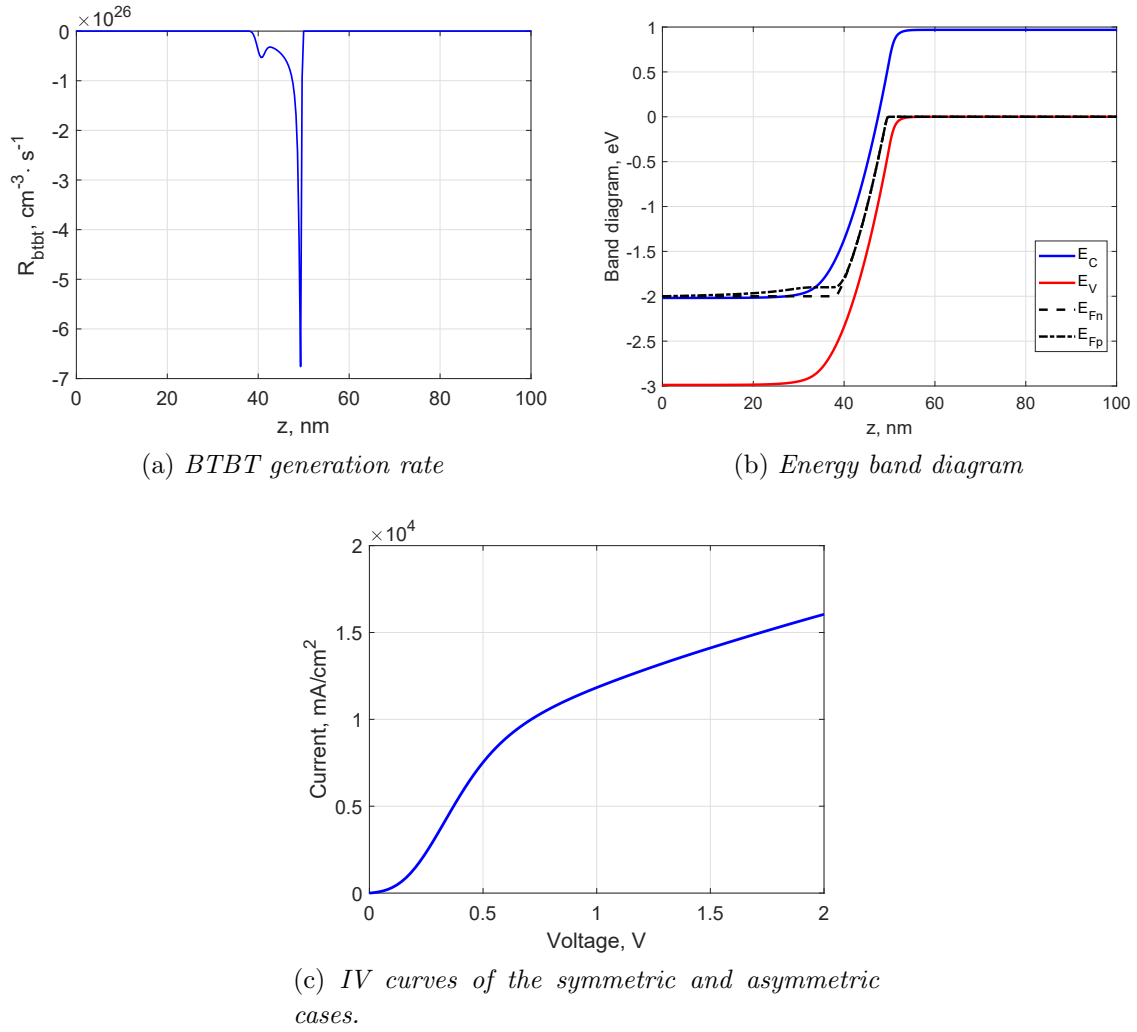 ×10^26
0
-1
-2
-3
-4
-5
-6
-7
R_btbt, cm^-3 · s^-1
0 20 40 60 80 100
z, nm
(a) BTBT generation rate
1
0.5
0
-0.5
-1
-1.5
-2
-2.5
-3
Band diagram, eV
E_C
E_V
E_Fn
E_Fp
0 20 40 60 80 100
z, nm
(b) Energy band diagram
×10^4
2
1.5
1
0.5
0
Current, mA/cm^2
0 0.5 1 1.5 2
Voltage, V
(c) IV curves of the symmetric and asymmetric
cases.